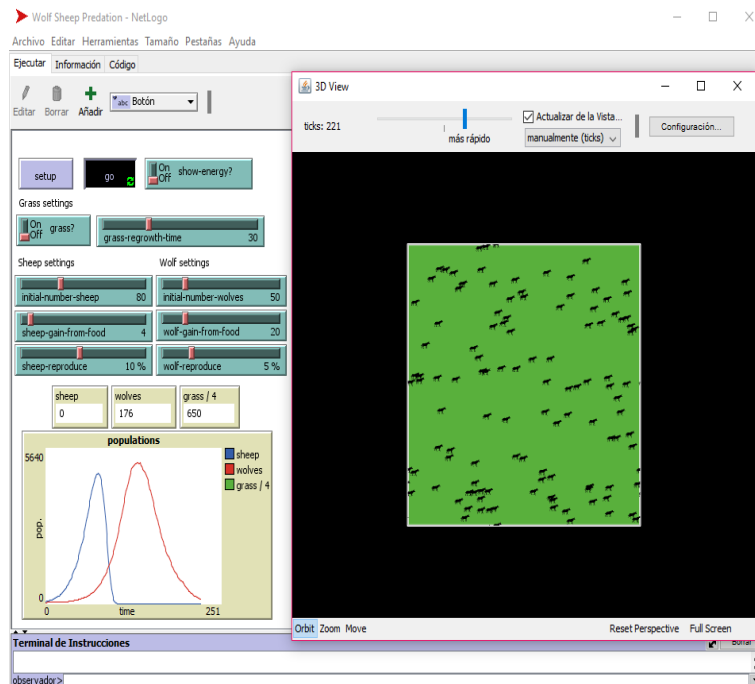 Wolf Sheep Predation - NetLogo
Archivo Editar Herramientas Tamaño Pestañas Ayuda
Ejecutar Información Código
Editar Borrar Añadir
abc Botón
setup
go
On
Off
show-energy?
Grass settings
On
Off
grass?
grass-regrowth-time 30
Sheep settings
Wolf settings
initial-number-sheep 80
initial-number-wolves 50
sheep-gain-from-food 4
wolf-gain-from-food 20
sheep-reproduce 10 %
wolf-reproduce 5 %
sheep
0
wolves
176
grass / 4
650
populations
5640
pop.
0
0
time
251
sheep
wolves
grass / 4
3D View
ticks: 221
más rápido
Actualizar de la Vista...
manualmente (ticks)
Configuración...
Orbit Zoom Move
Reset Perspective Full Screen
Terminal de Instrucciones
Borrar
observador>